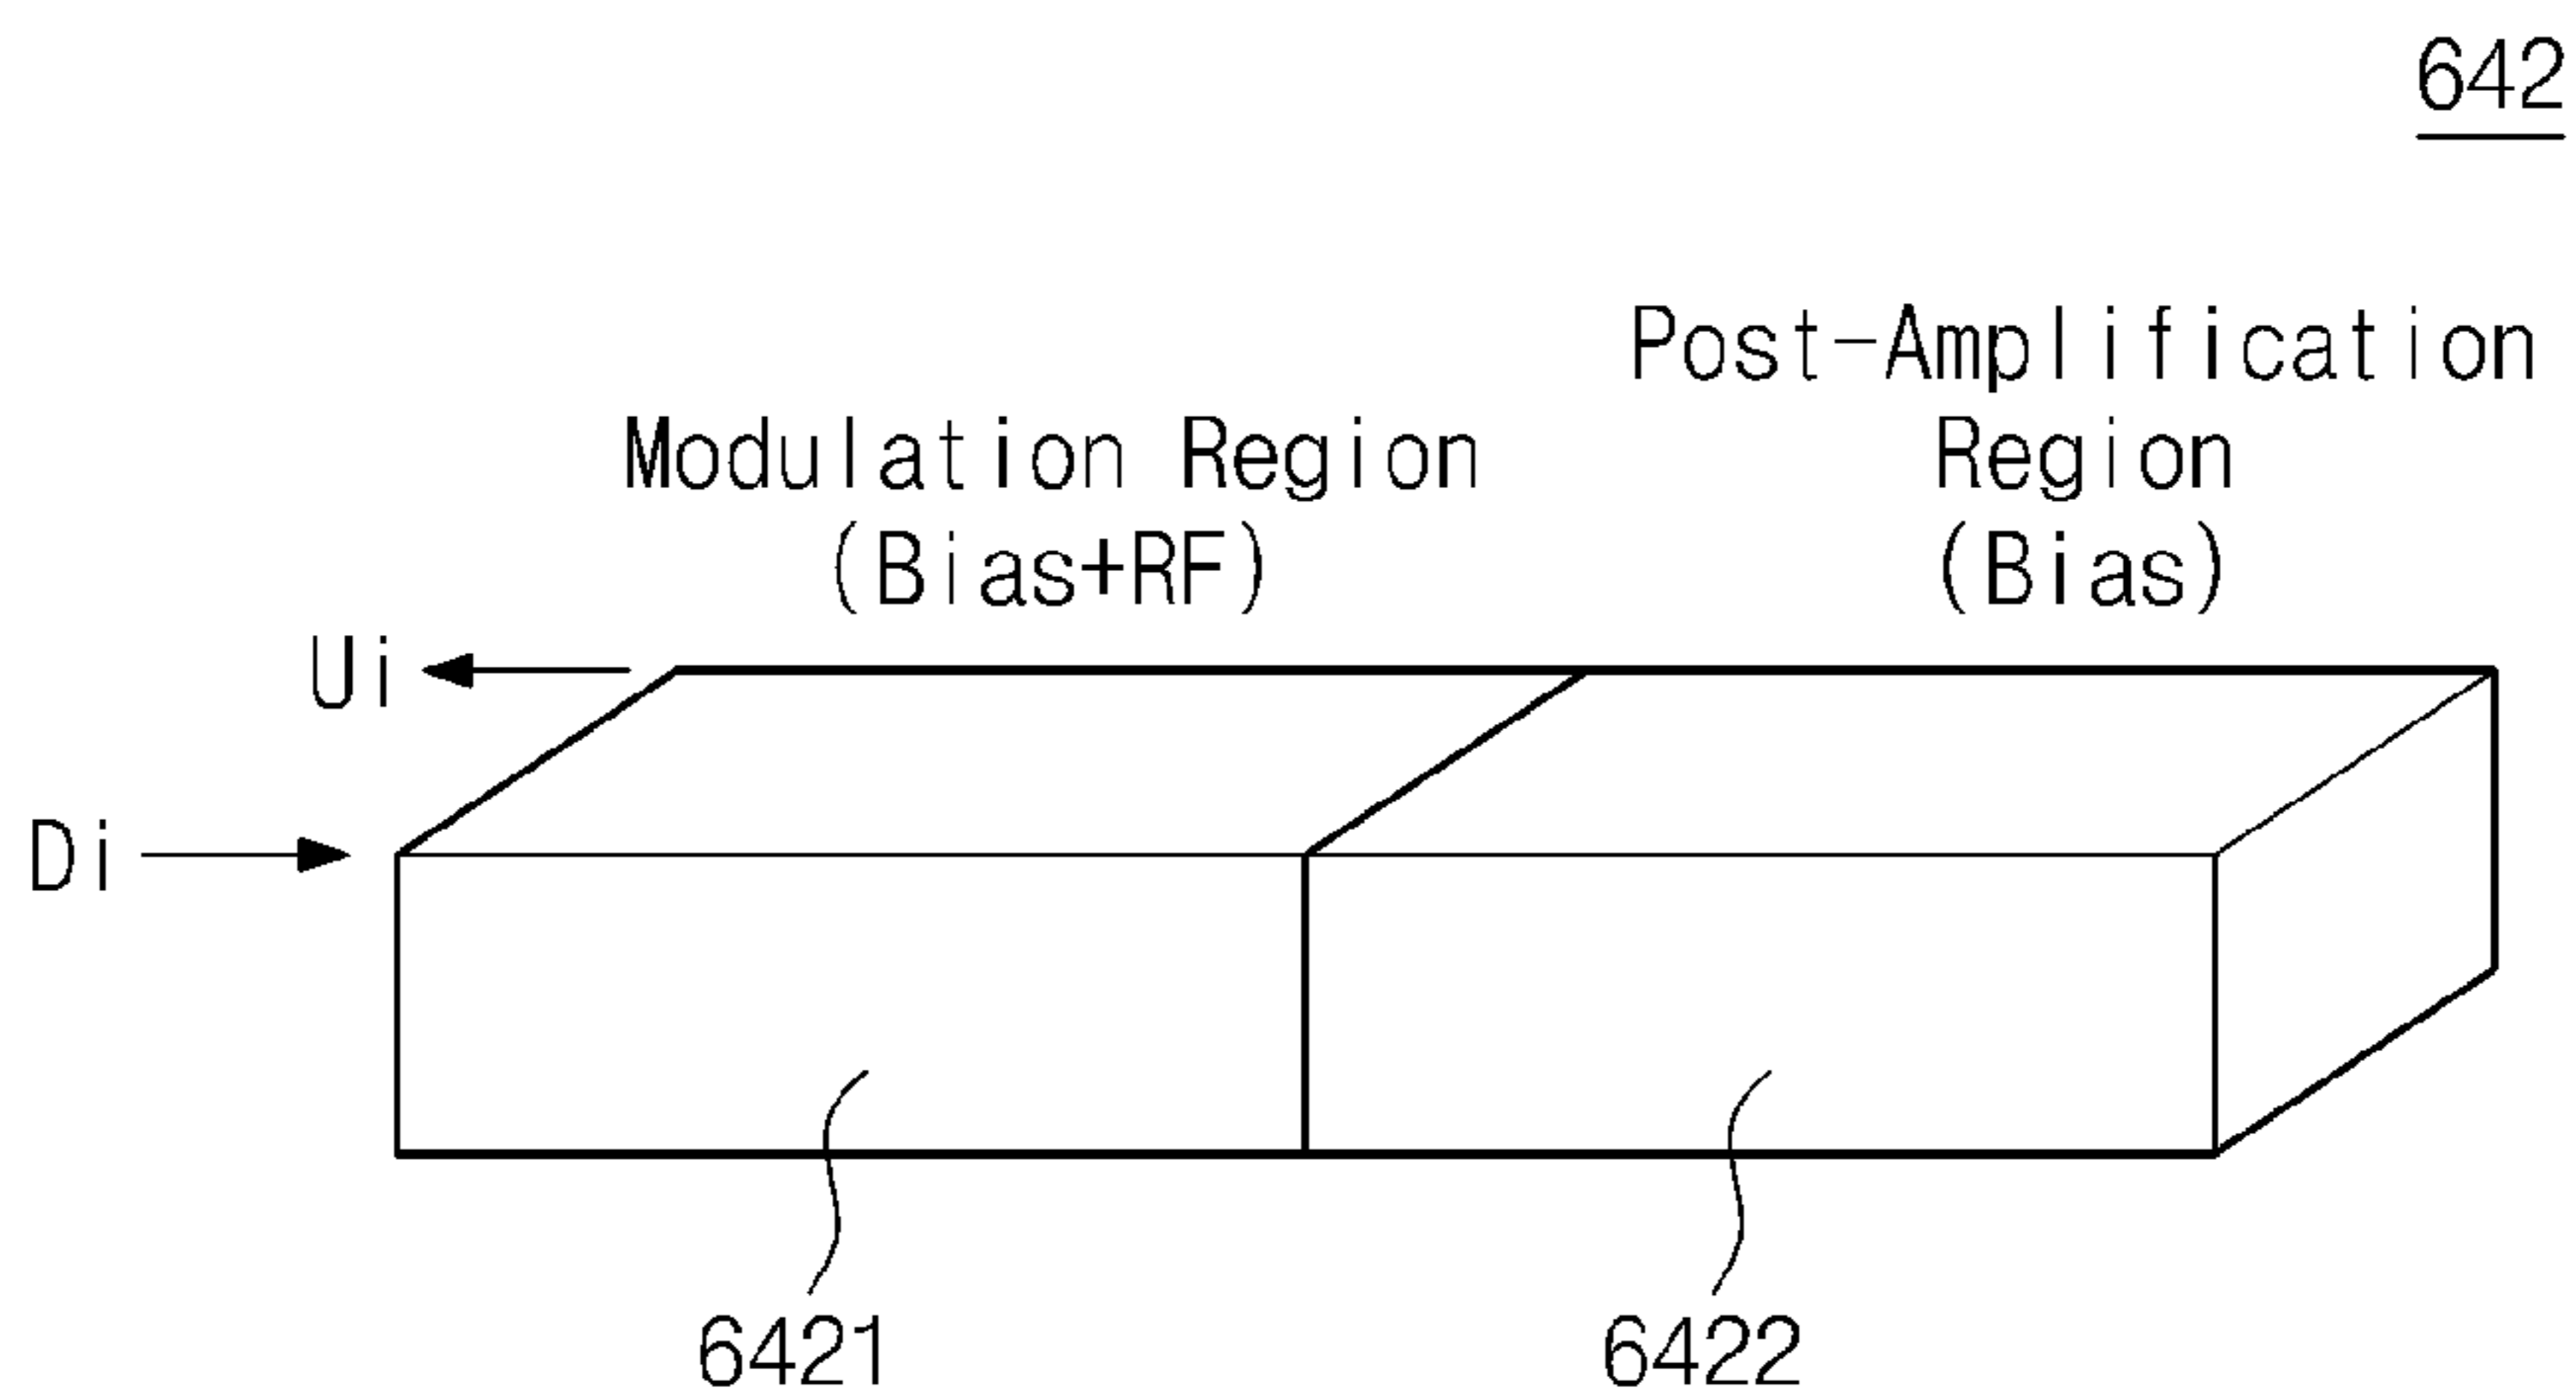 642
Post-Amplification
Modulation Region
Region
(Bias+RF)
(Bias)
Ui
Di
6421
6422